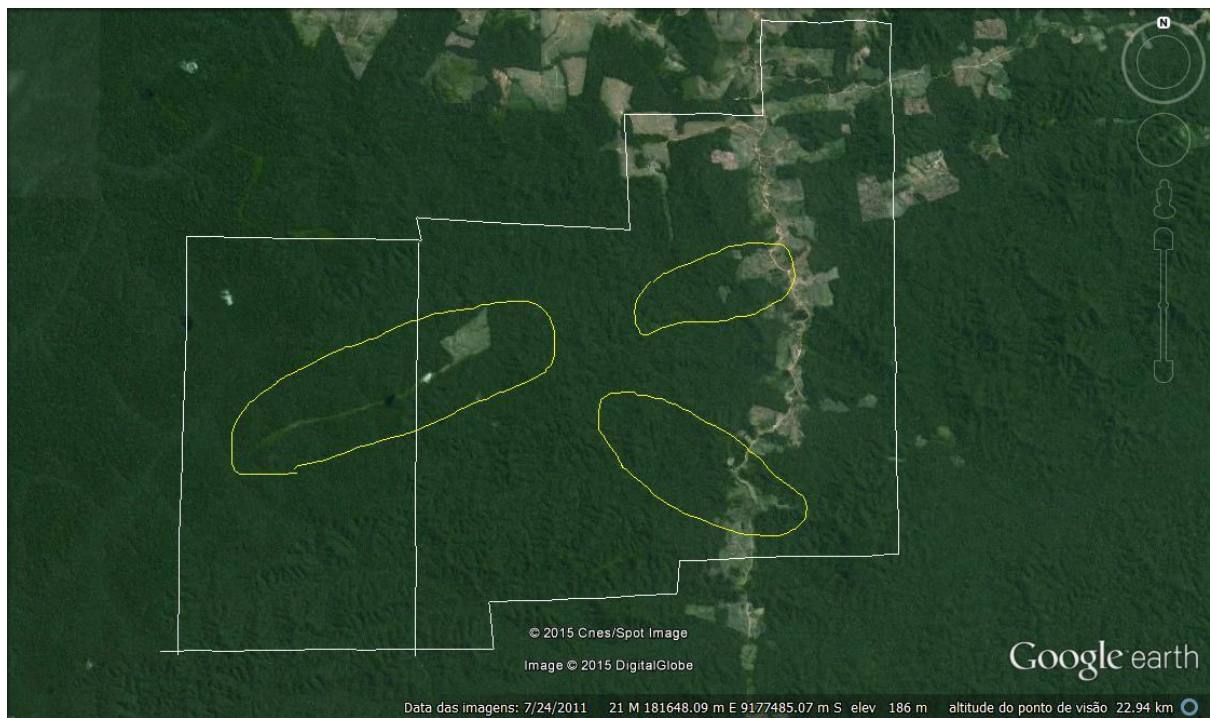 N
© 2015 Cnes/Spot Image
Image © 2015 DigitalGlobe
Google earth
Data das imagens: 7/24/2011 21 M 181648.09 m E 9177485.07 m S elev 186 m altitude do ponto de visão 22.94 km